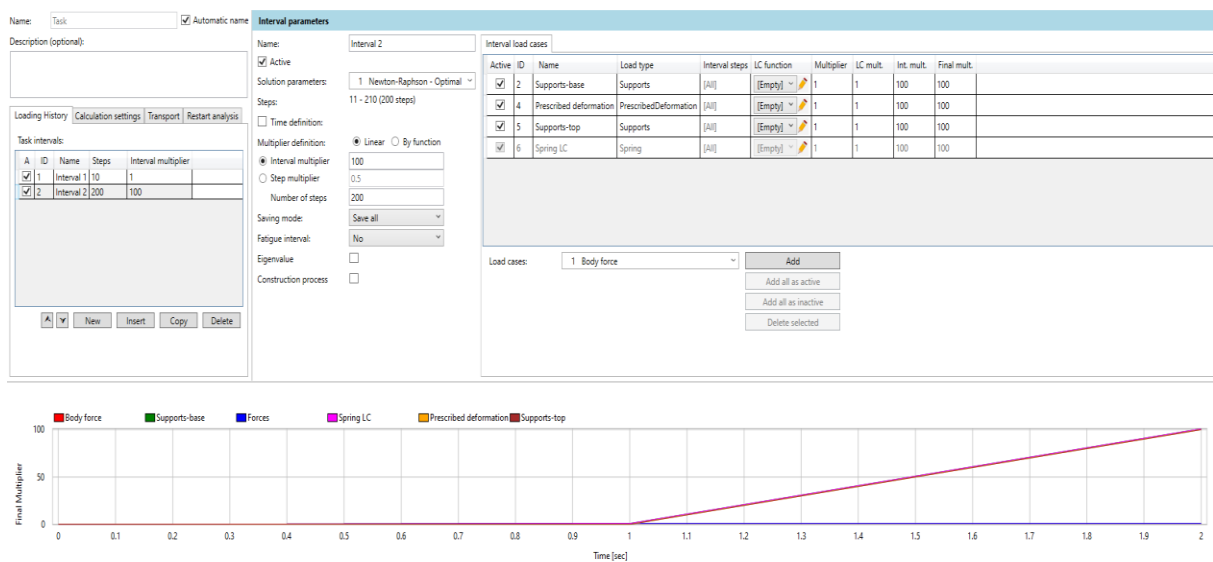 Name: Task Automatic name
Description (optional):
Loading History Calculation settings Transport Restart analysis
Task intervals:
A ID Name Steps Interval multiplier
1 Interval 1 10 1
2 Interval 2 200 100
New Insert Copy Delete
Interval parameters
Name: Interval 2
Active
Solution parameters: 1 Newton-Raphson - Optimal
Steps: 11 - 210 (200 steps)
Time definition:
Multiplier definition: Linear By function
Interval multiplier 100
Step multiplier 0.5
Number of steps 200
Saving mode: Save all
Fatigue interval: No
Eigenvalue
Construction process
Interval load cases
Active ID Name Load type Interval steps LC function Multiplier LC mult. Int. mult. Final mult.
2 Supports-base Supports [All] [Empty] 1 1 100 100
4 Prescribed deformation PrescribedDeformation [All] [Empty] 1 1 100 100
5 Supports-top Supports [All] [Empty] 1 1 100 100
6 Spring LC Spring [All] [Empty] 1 1 100 100
Load cases: 1 Body force Add
Add all as active
Add all as inactive
Delete selected
Body force Supports-base Forces Spring LC Prescribed deformation Supports-top
Final Multiplier
100
50
0
0 0.1 0.2 0.3 0.4 0.5 0.6 0.7 0.8 0.9 1 1.1 1.2 1.3 1.4 1.5 1.6 1.7 1.8 1.9 2
Time [sec]